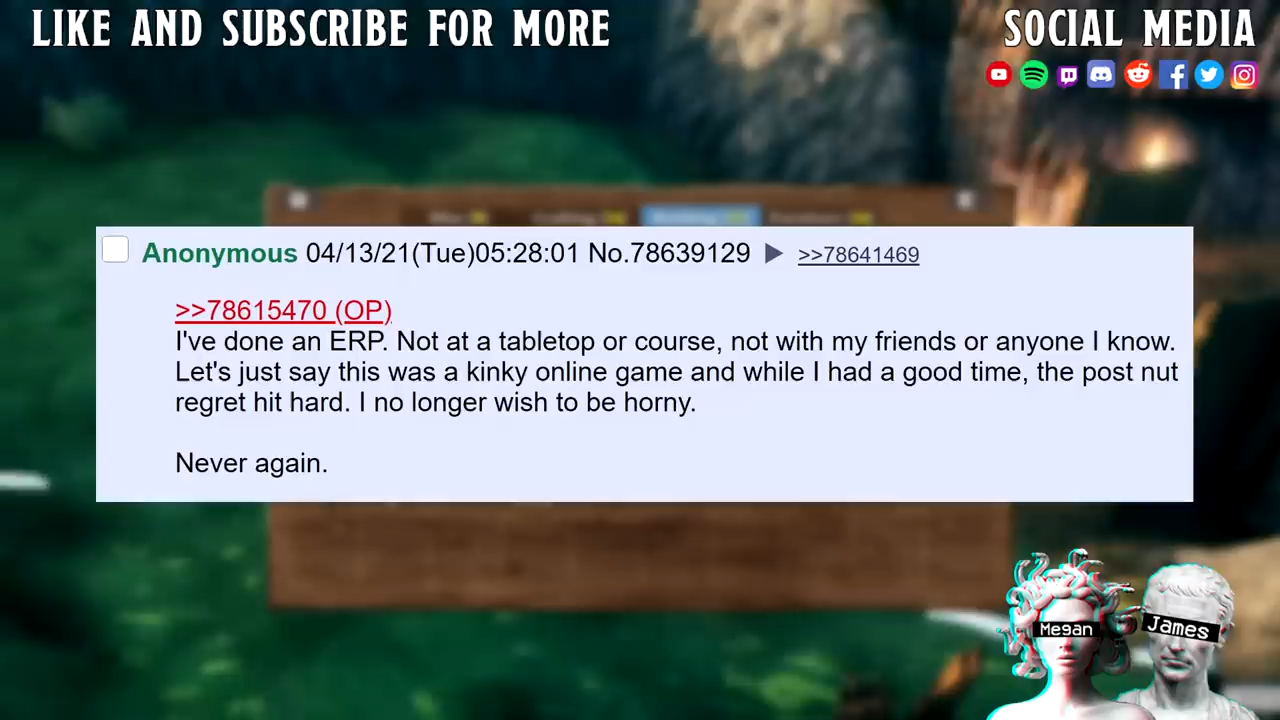 LIKE AND SUBSCRIBE FOR MORE
SOCIAL MEDIA
Anonymous 04/13/21(Tue)05:28:01 No.78639129 ▶ >>78641469
>>78615470 (OP)
I've done an ERP. Not at a tabletop or course, not with my friends or anyone I know.
Let's just say this was a kinky online game and while I had a good time, the post nut
regret hit hard. I no longer wish to be horny.
Never again.
Megan
James